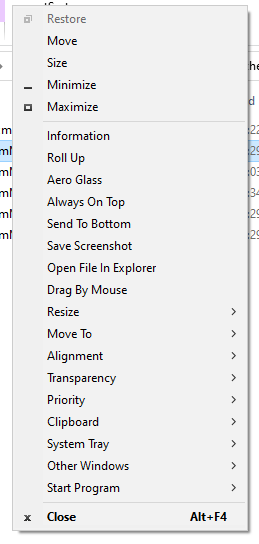 Restore
Move
Size
Minimize
Maximize
Information
Roll Up
Aero Glass
Always On Top
Send To Bottom
Save Screenshot
Open File In Explorer
Drag By Mouse
Resize
Move To
Alignment
Transparency
Priority
Clipboard
System Tray
Other Windows
Start Program
Close Alt+F4